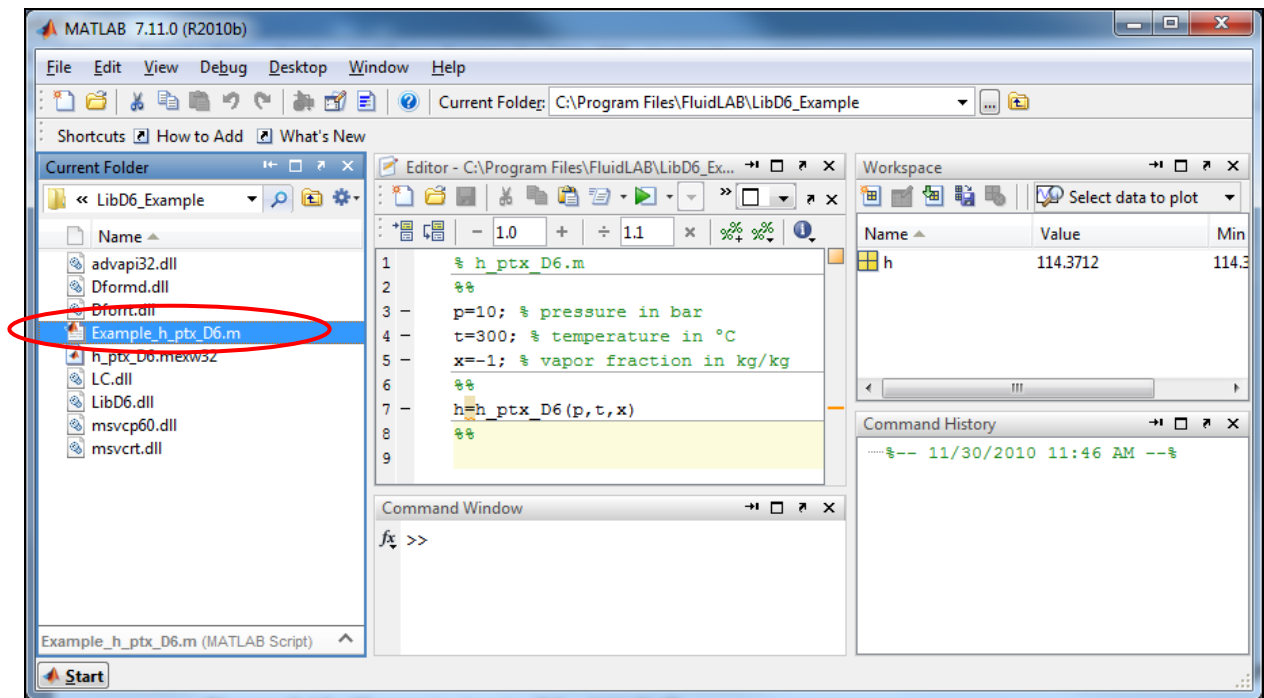 MATLAB 7.11.0 (R2010b)
File Edit View Debug Desktop Window Help
Current Folder: C:\Program Files\FluidLAB\LibD6_Example
Shortcuts How to Add What's New
Current Folder
« LibD6_Example
Name
advapi32.dll
Dformd.dll
Dforrt.dll
Example_h_ptx_D6.m
h_ptx_D6.mexw32
LC.dll
LibD6.dll
msvcp60.dll
msvcrt.dll
Example_h_ptx_D6.m (MATLAB Script)
Editor - C:\Program Files\FluidLAB\LibD6_Ex...
− 1.0 + ÷ 1.1 ×
1 % h_ptx_D6.m
2 %%
3 − p=10; % pressure in bar
4 − t=300; % temperature in °C
5 − x=-1; % vapor fraction in kg/kg
6 %%
7 − h=h_ptx_D6(p,t,x)
8 %%
9
Command Window
fx >>
Workspace
Select data to plot
Name Value Min
h 114.3712 114.3
Command History
%-- 11/30/2010 11:46 AM --%
Start